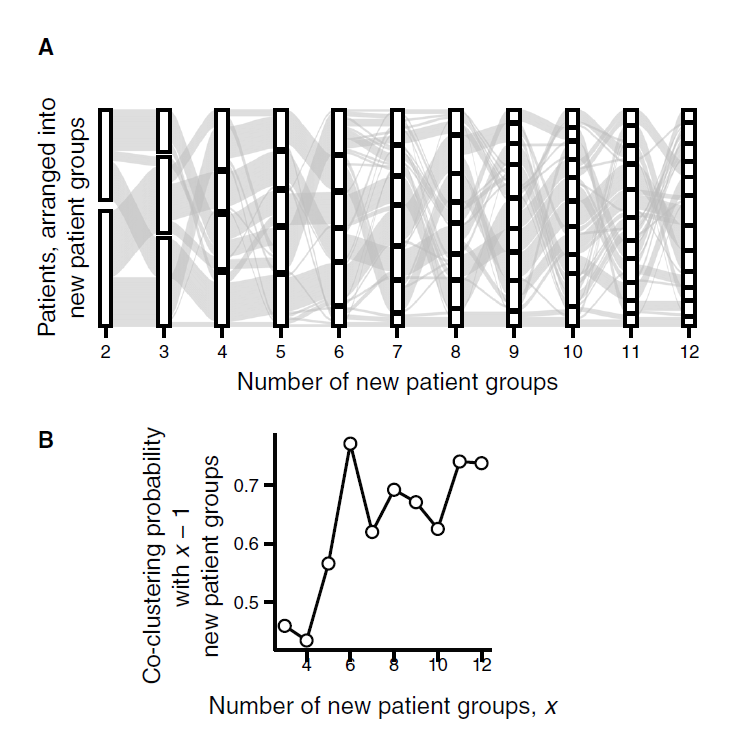 A
Patients, arranged into
new patient groups
2 3 4 5 6 7 8 9 10 11 12
Number of new patient groups
B
Co-clustering probability
with x – 1
new patient groups
0.7
0.6
0.5
4 6 8 10 12
Number of new patient groups, x